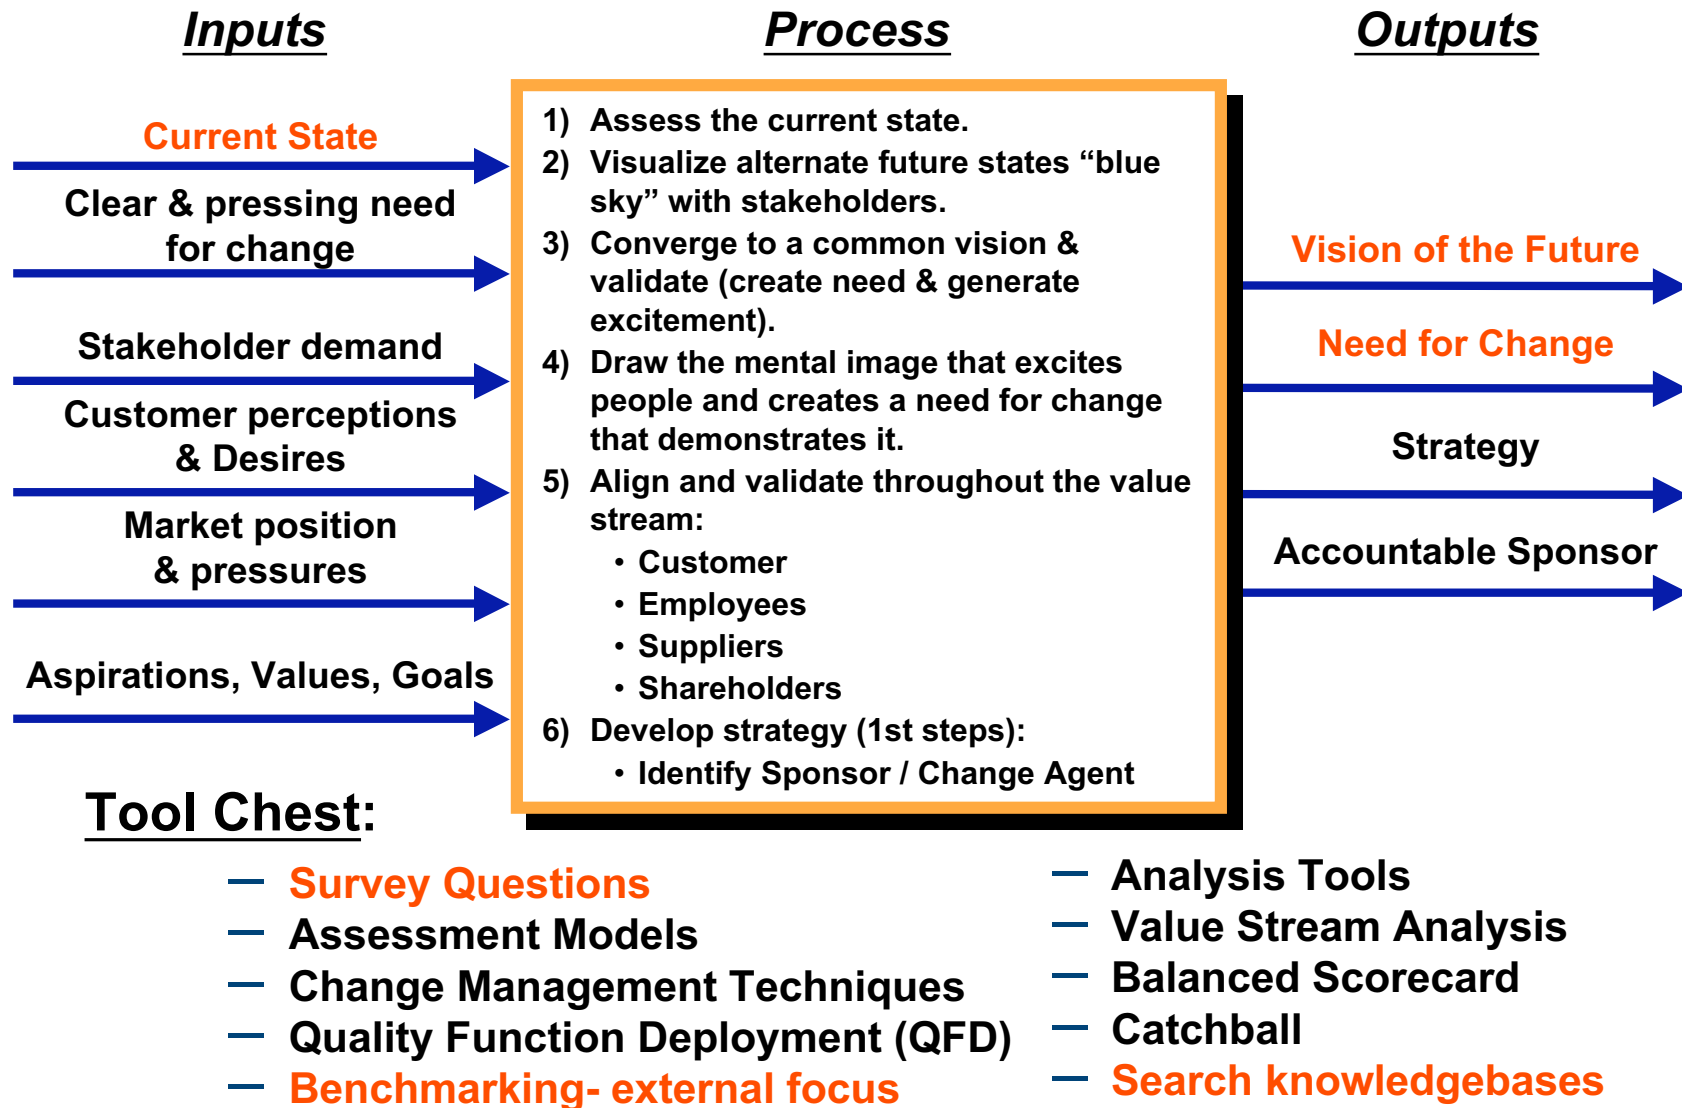 Inputs
Process
Outputs
Current State
Clear & pressing need
for change
Stakeholder demand
Customer perceptions
& Desires
Market position
& pressures
Aspirations, Values, Goals
1) Assess the current state.
2) Visualize alternate future states “blue
sky” with stakeholders.
3) Converge to a common vision &
validate (create need & generate
excitement).
4) Draw the mental image that excites
people and creates a need for change
that demonstrates it.
5) Align and validate throughout the value
stream:
• Customer
• Employees
• Suppliers
• Shareholders
6) Develop strategy (1st steps):
• Identify Sponsor / Change Agent
Vision of the Future
Need for Change
Strategy
Accountable Sponsor
Tool Chest:
— Survey Questions
— Assessment Models
— Change Management Techniques
— Quality Function Deployment (QFD)
— Benchmarking- external focus
— Analysis Tools
— Value Stream Analysis
— Balanced Scorecard
— Catchball
— Search knowledgebases